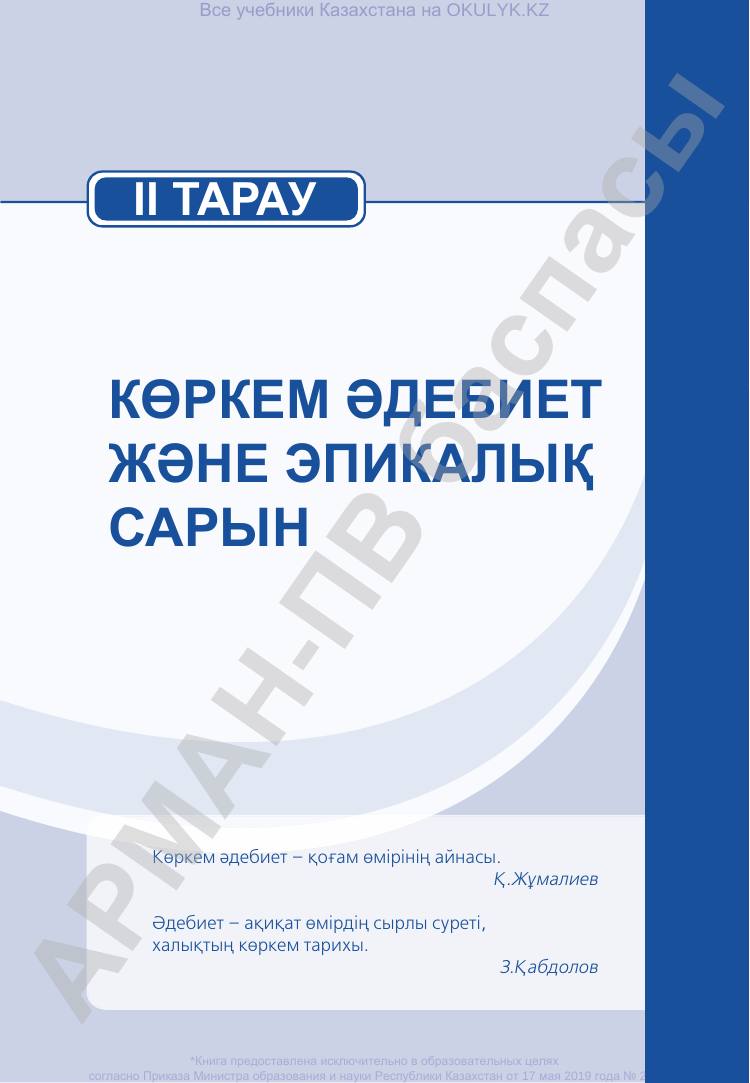 Все учебники Казахстана на OKULYK.KZ
II ТАРАУ
КӨРКЕМ ӘДЕБИЕТ
ЖӘНЕ ЭПИКАЛЫҚ
САРЫН
АРМАН-ПВ баспасы
Көркем әдебиет – қоғам өмірінің айнасы.
Қ.Жұмалиев
Әдебиет – ақиқат өмірдің сырлы суреті,
халықтың көркем тарихы.
З.Қабдолов
*Книга предоставлена исключительно в образовательных целях
согласно Приказа Министра образования и науки Республики Казахстан от 17 мая 2019 года № 2